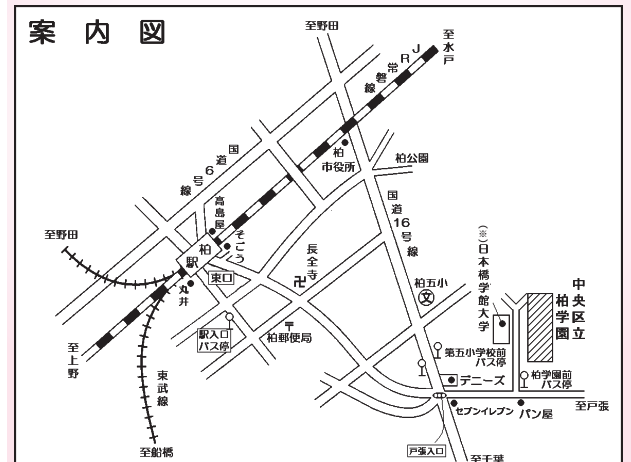 案内図
至野田
至水戸
JR常磐線
国道6号線
柏市役所
柏公園
高島屋
そごう
国道16号線
至野田
柏駅
長全寺
(※)日本橋学館大学
東口
丸井
柏五小
文
中央区立
柏学園
駅入口
バス停
〒
柏郵便局
第五小学校前
バス停
至上野
東武線
デニーズ
柏学園前
バス停
セブンイレブン
パン屋
至戸張
戸張入口
至船橋
至千葉